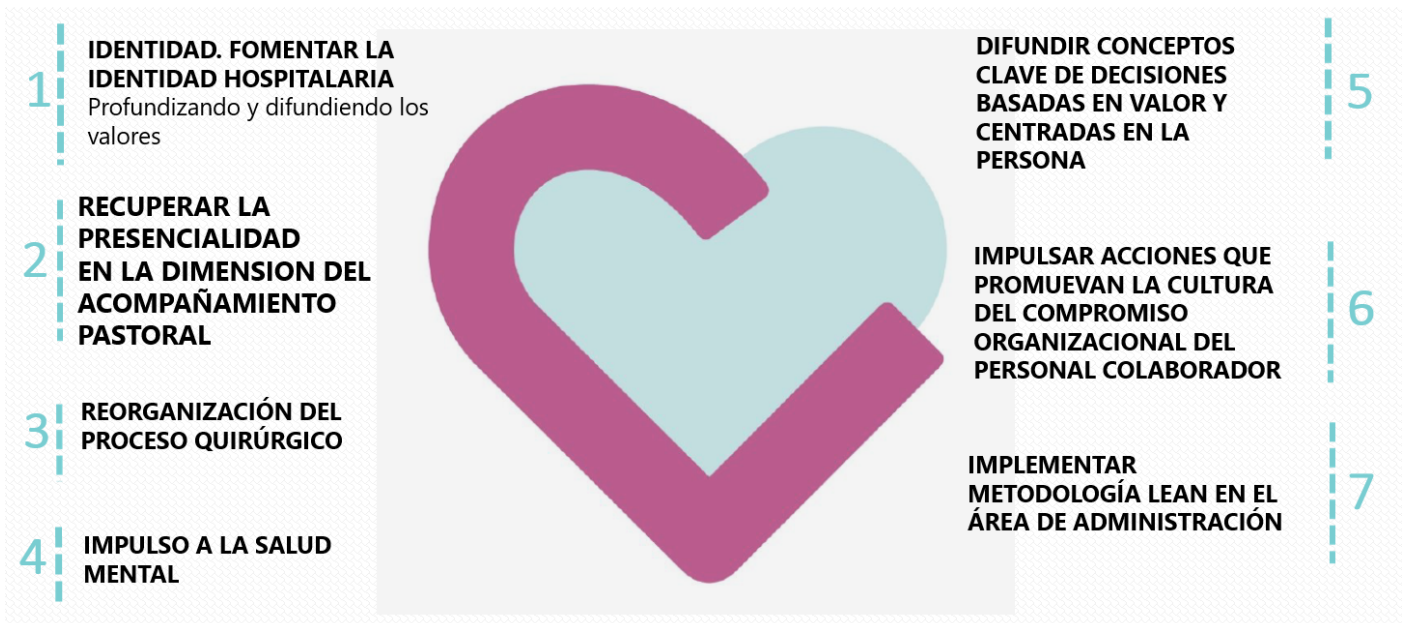 1
IDENTIDAD. FOMENTAR LA
IDENTIDAD HOSPITALARIA
Profundizando y difundiendo los
valores
2
RECUPERAR LA
PRESENCIALIDAD
EN LA DIMENSION DEL
ACOMPAÑAMIENTO
PASTORAL
3
REORGANIZACIÓN DEL
PROCESO QUIRÚRGICO
4
IMPULSO A LA SALUD
MENTAL
5
DIFUNDIR CONCEPTOS
CLAVE DE DECISIONES
BASADAS EN VALOR Y
CENTRADAS EN LA
PERSONA
6
IMPULSAR ACCIONES QUE
PROMUEVAN LA CULTURA
DEL COMPROMISO
ORGANIZACIONAL DEL
PERSONAL COLABORADOR
7
IMPLEMENTAR
METODOLOGÍA LEAN EN EL
ÁREA DE ADMINISTRACIÓN